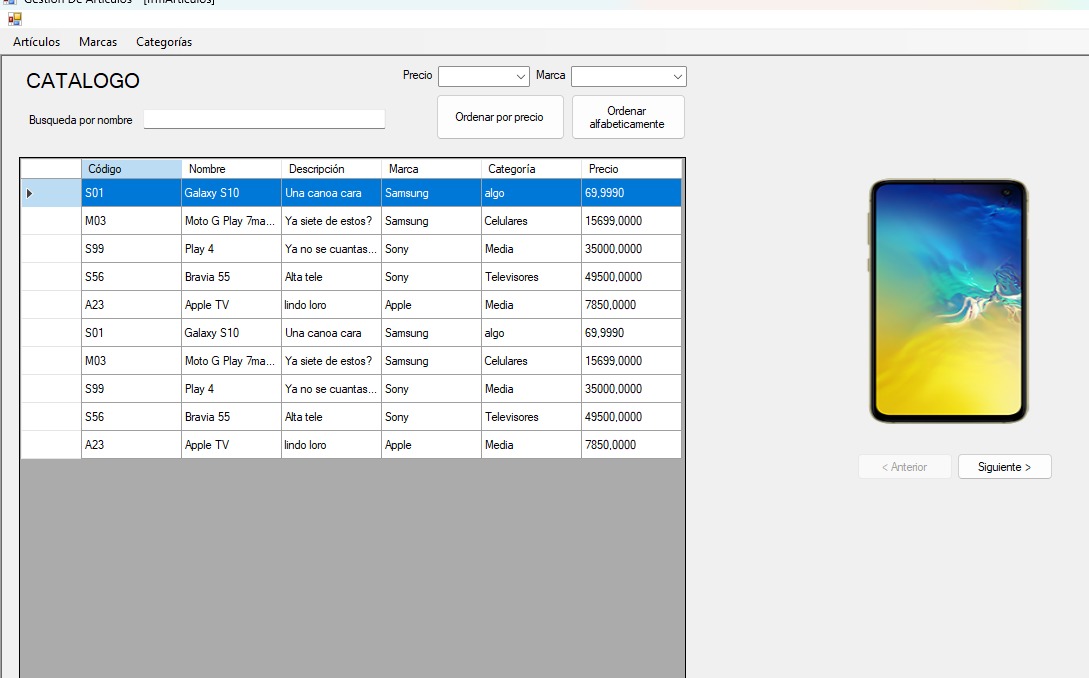 Gestión De Artículos - [frmArticulos]
Artículos Marcas Categorías
CATALOGO
Precio Marca
Busqueda por nombre
Ordenar por precio
Ordenar
alfabeticamente
Código Nombre Descripción Marca Categoría Precio
S01 Galaxy S10 Una canoa cara Samsung algo 69,9990
M03 Moto G Play 7ma... Ya siete de estos? Samsung Celulares 15699,0000
S99 Play 4 Ya no se cuantas... Sony Media 35000,0000
S56 Bravia 55 Alta tele Sony Televisores 49500,0000
A23 Apple TV lindo loro Apple Media 7850,0000
S01 Galaxy S10 Una canoa cara Samsung algo 69,9990
M03 Moto G Play 7ma... Ya siete de estos? Samsung Celulares 15699,0000
S99 Play 4 Ya no se cuantas... Sony Media 35000,0000
S56 Bravia 55 Alta tele Sony Televisores 49500,0000
A23 Apple TV lindo loro Apple Media 7850,0000
< Anterior Siguiente >